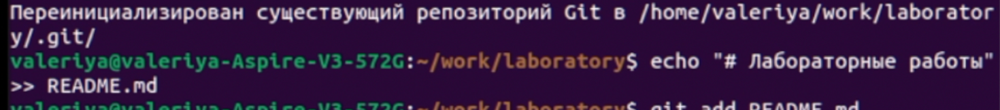 Переинициализирован существующий репозиторий Git в /home/valeriya/work/laborator
y/.git/
valeriya@valeriya-Aspire-V3-572G:~/work/laboratory$ echo "# Лабораторные работы"
>> README.md
valeriya@valeriya-Aspire-V3-572G:~/work/laboratory$ git add README.md